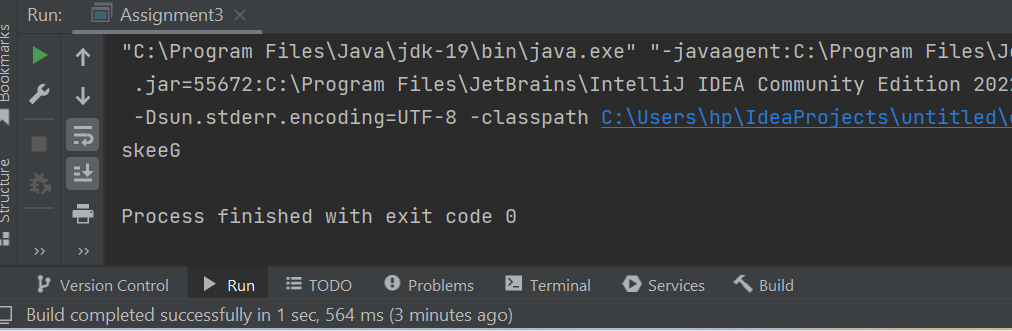 Run: Assignment3
Bookmarks
"C:\Program Files\Java\jdk-19\bin\java.exe" "-javaagent:C:\Program Files\Je
.jar=55672:C:\Program Files\JetBrains\IntelliJ IDEA Community Edition 202
-Dsun.stderr.encoding=UTF-8 -classpath C:\Users\hp\IdeaProjects\untitled\
skeeG
Structure
Process finished with exit code 0
Version Control Run TODO Problems Terminal Services Build
Build completed successfully in 1 sec, 564 ms (3 minutes ago)